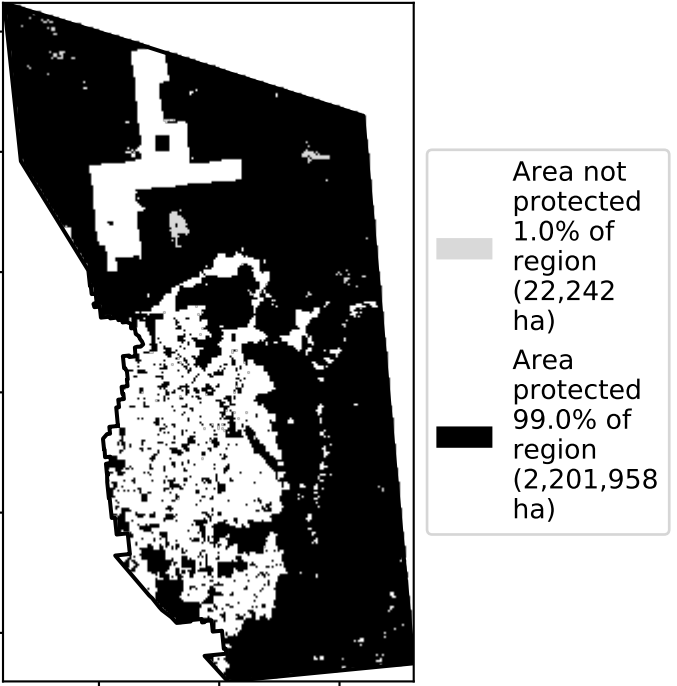 Area not
protected
1.0% of
region
(22,242
ha)
Area
protected
99.0% of
region
(2,201,958
ha)